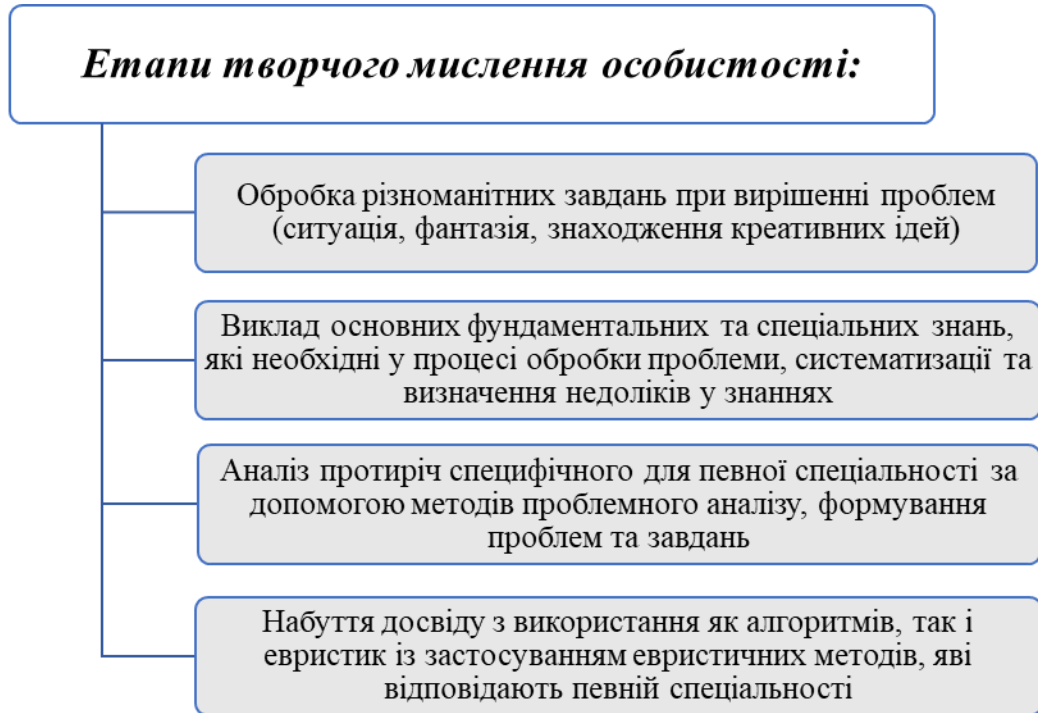 Етапи творчого мислення особистості:
Обробка різноманітних завдань при вирішенні проблем
(ситуація, фантазія, знаходження креативних ідей)
Виклад основних фундаментальних та спеціальних знань,
які необхідні у процесі обробки проблеми, систематизації та
визначення недоліків у знаннях
Аналіз протиріч специфічного для певної спеціальності за
допомогою методів проблемного аналізу, формування
проблем та завдань
Набуття досвіду з використання як алгоритмів, так і
евристик із застосуванням евристичних методів, яві
відповідають певній спеціальності